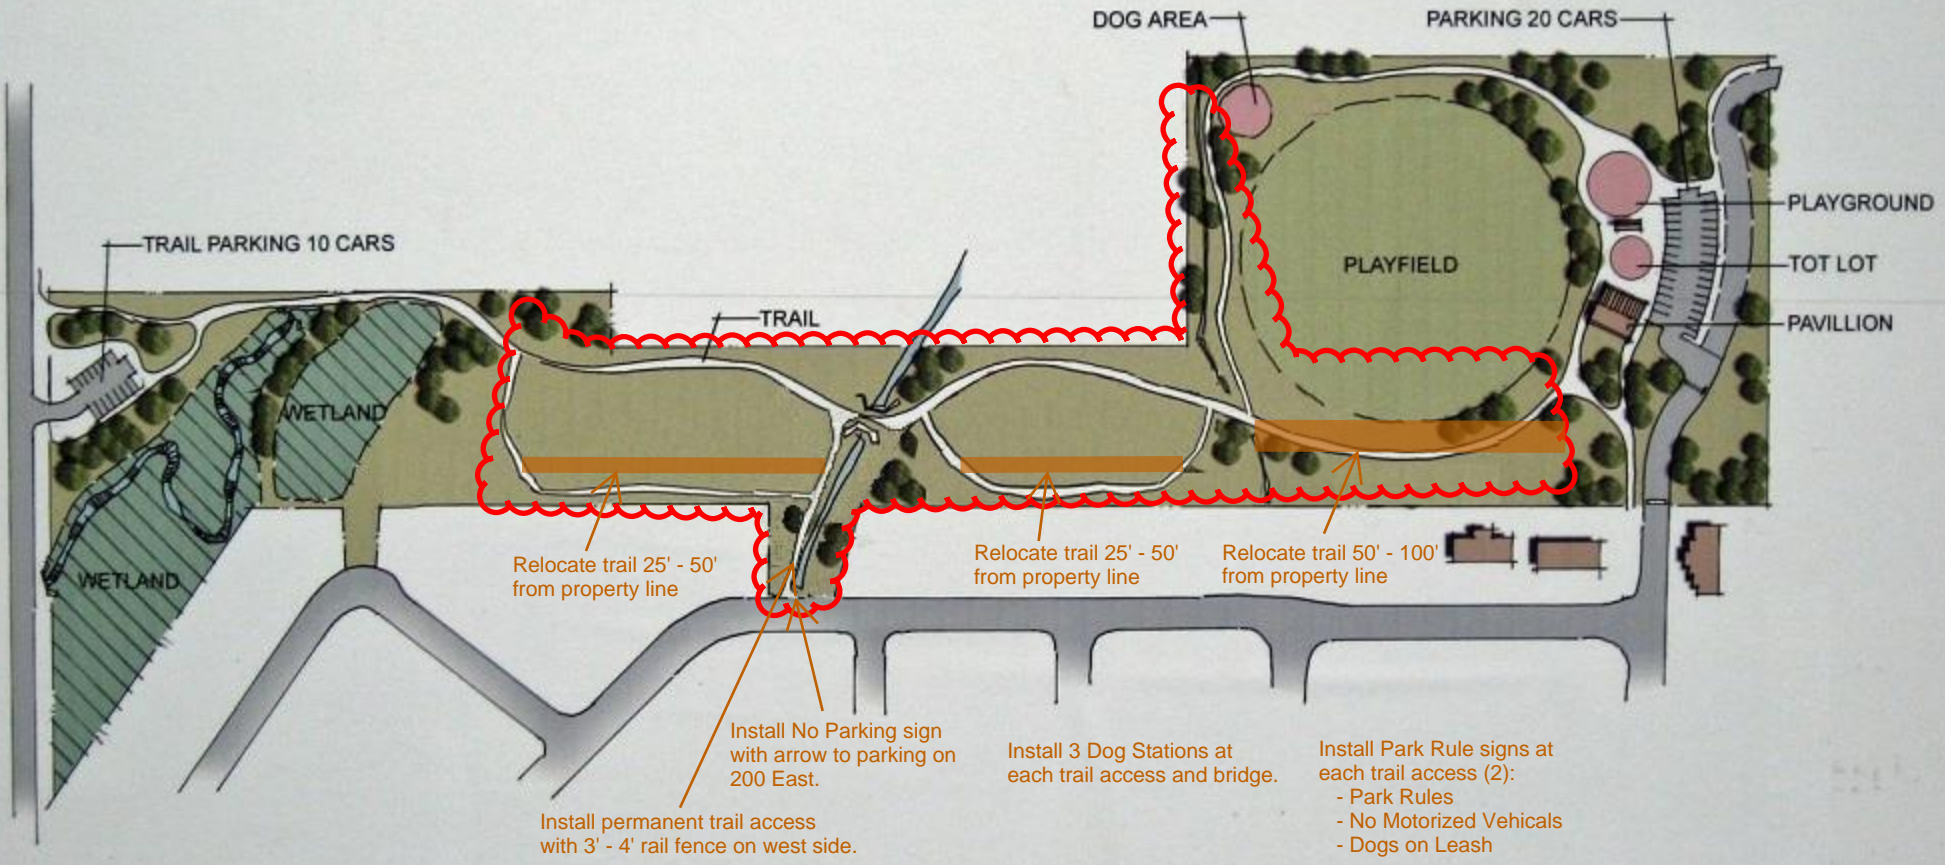 DOG AREA
PARKING 20 CARS
PLAYGROUND
TRAIL PARKING 10 CARS
PLAYFIELD
TOT LOT
TRAIL
PAVILLION
WETLAND
WETLAND
Relocate trail 25' - 50'
from property line
Relocate trail 25' - 50'
from property line
Relocate trail 50' - 100'
from property line
Install No Parking sign
with arrow to parking on
200 East.
Install permanent trail access
with 3' - 4' rail fence on west side.
Install 3 Dog Stations at
each trail access and bridge.
Install Park Rule signs at
each trail access (2):
- Park Rules
- No Motorized Vehicals
- Dogs on Leash